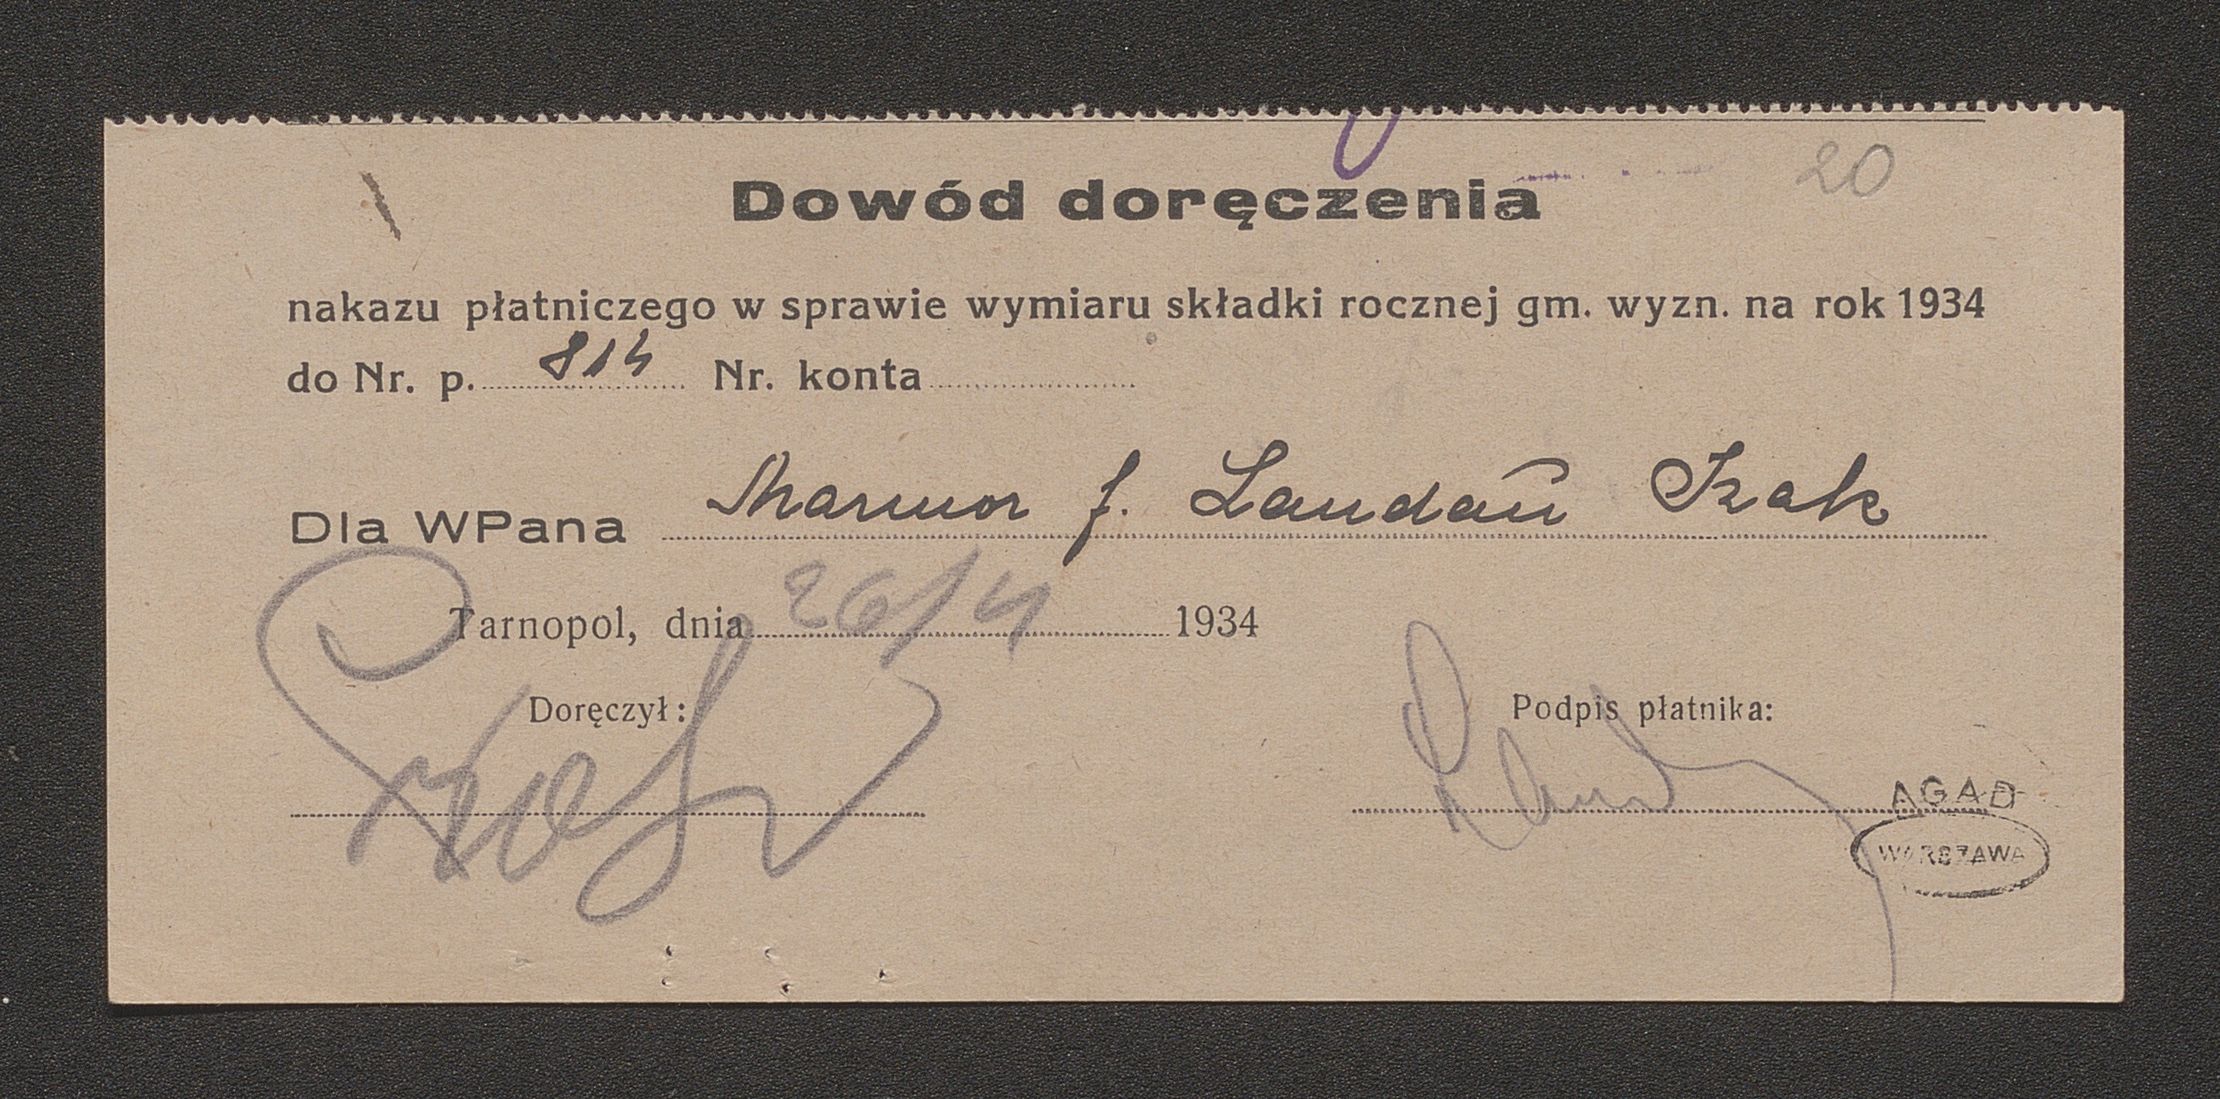 20
Dowód doręczenia
nakazu płatniczego w sprawie wymiaru składki rocznej gm. wyzn. na rok 1934
do Nr. p. 814 Nr. konta
Dla WPana Marmor f. Landau Izak
Tarnopol, dnia 26/4 1934
Doręczył: Podpis płatnika:
AGAD
WARSZAWA